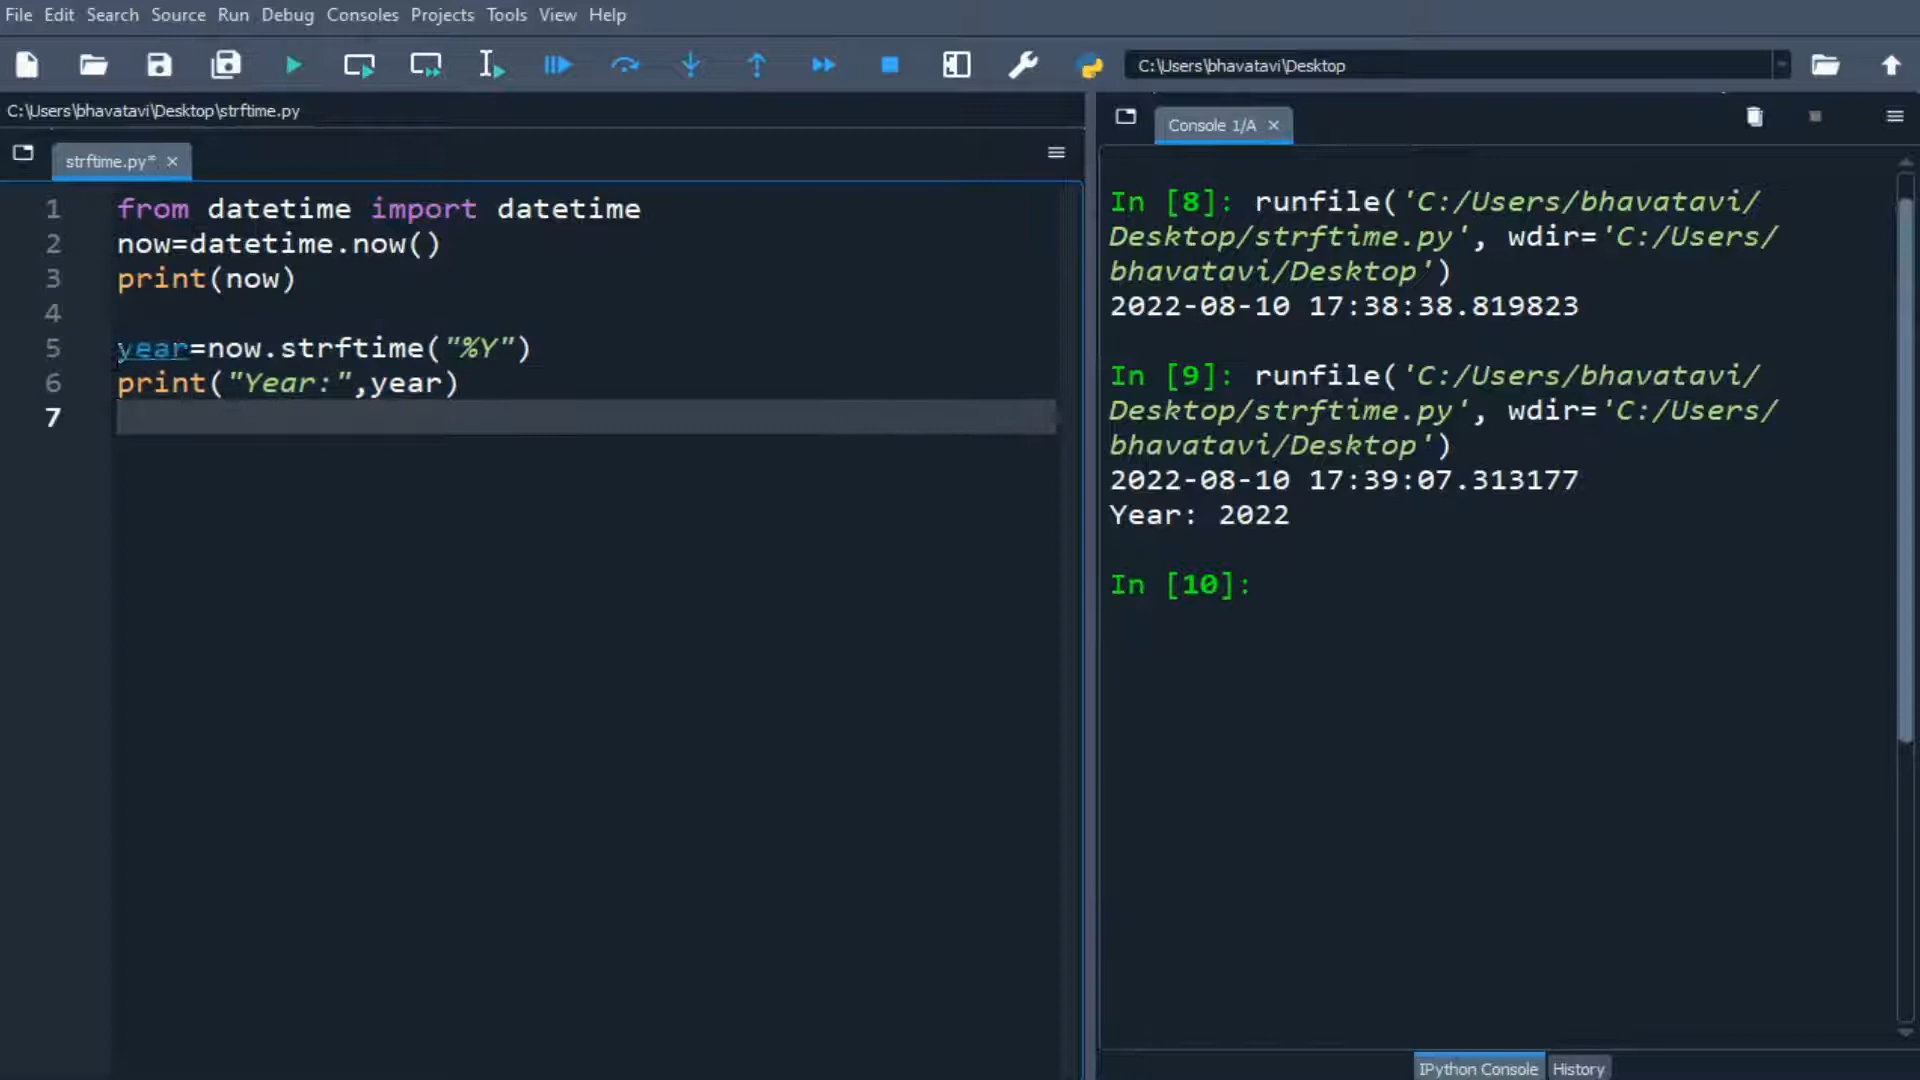 File Edit Search Source Run Debug Consoles Projects Tools View Help
C:\Users\bhavatavi\Desktop
C:\Users\bhavatavi\Desktop\strftime.py
strftime.py*
1 from datetime import datetime
2 now=datetime.now()
3 print(now)
4
5 year=now.strftime("%Y")
6 print("Year:",year)
7
Console 1/A
In [8]: runfile('C:/Users/bhavatavi/
Desktop/strftime.py', wdir='C:/Users/
bhavatavi/Desktop')
2022-08-10 17:38:38.819823
In [9]: runfile('C:/Users/bhavatavi/
Desktop/strftime.py', wdir='C:/Users/
bhavatavi/Desktop')
2022-08-10 17:39:07.313177
Year: 2022
In [10]:
IPython Console History